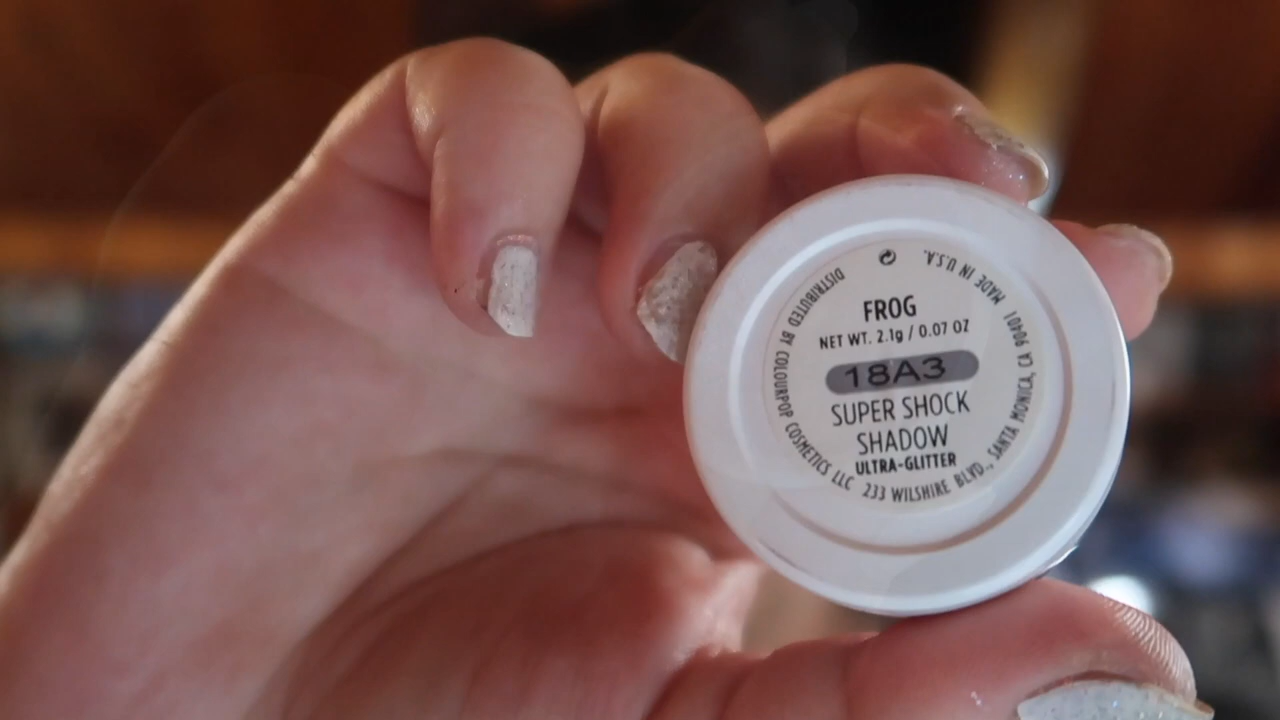 FROG
NET WT. 2.1g / 0.07 OZ
18A3
SUPER SHOCK
SHADOW
ULTRA-GLITTER
DISTRIBUTED BY COLOURPOP COSMETICS LLC 233 WILSHIRE BLVD., SANTA MONICA, CA 90401 MADE IN U.S.A.